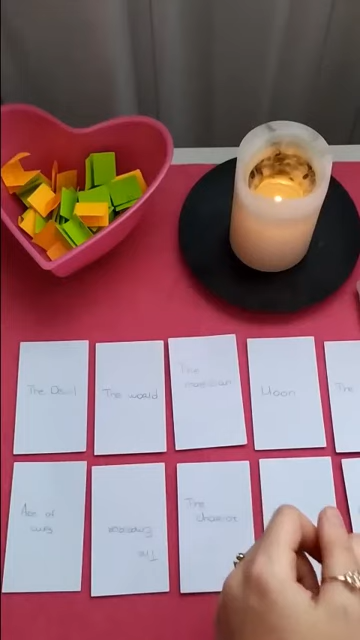 The Devil
The world
The
magician
Moon
The
Ace of
cups
The
Emperor
The
chariot